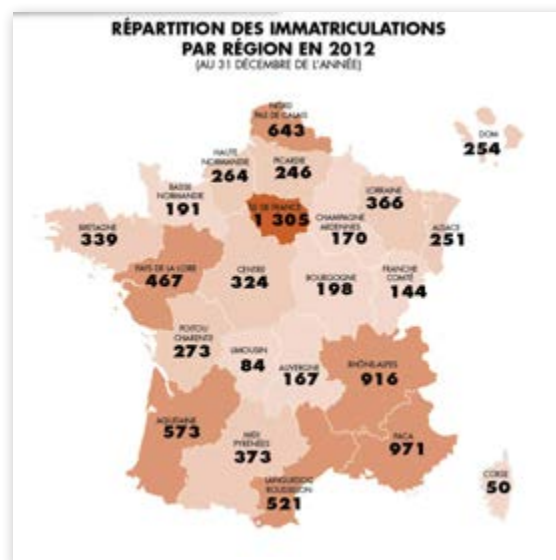 RÉPARTITION DES IMMATRICULATIONS
PAR RÉGION EN 2012
(AU 31 DÉCEMBRE DE L'ANNÉE)
NORD
PAS DE CALAIS
643
DOM
254
HAUTE
NORMANDIE
264
PICARDIE
246
BASSE
NORMANDIE
191
ILE DE FRANCE
1 305
LORRAINE
366
CHAMPAGNE
ARDENNES
170
ALSACE
251
BRETAGNE
339
PAYS DE LA LOIRE
467
CENTRE
324
BOURGOGNE
198
FRANCHE
COMTÉ
144
POITOU
CHARENTE
273
LIMOUSIN
84
AUVERGNE
167
RHÔNE-ALPES
916
AQUITAINE
573
MIDI
PYRÉNÉES
373
PACA
971
LANGUEDOC
ROUSSILLON
521
CORSE
50